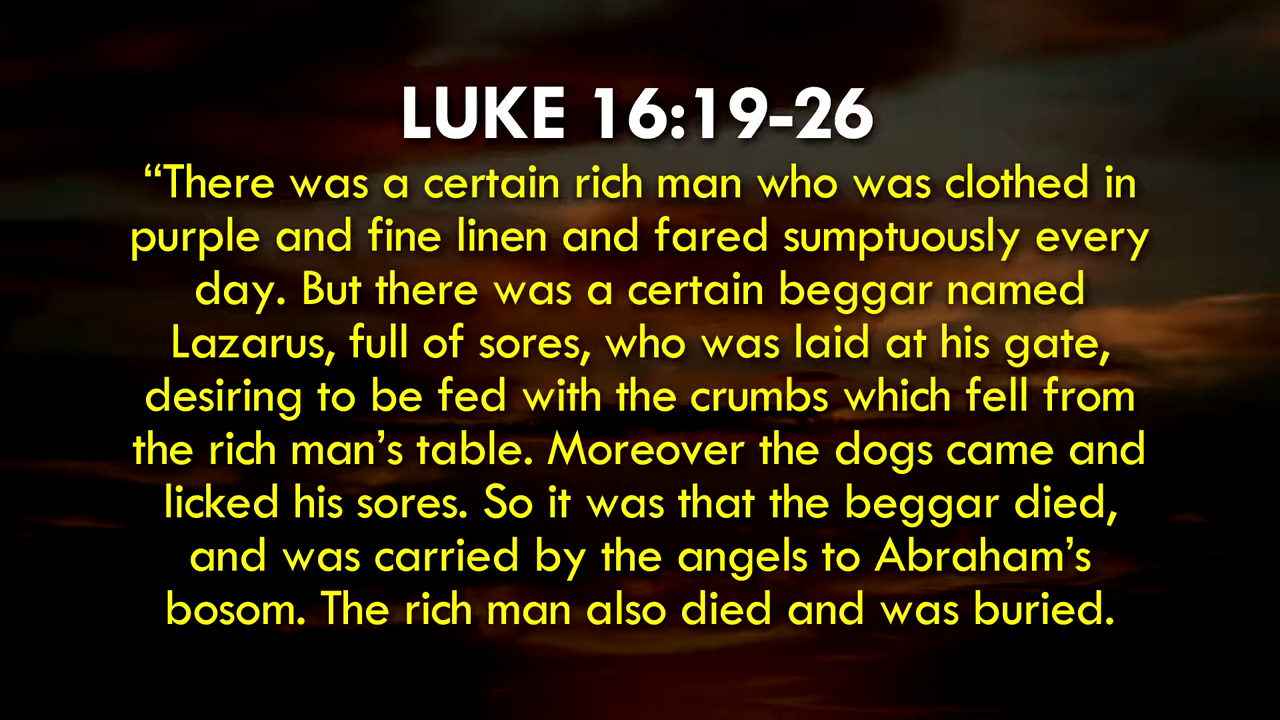 LUKE 16:19-26
“There was a certain rich man who was clothed in
purple and fine linen and fared sumptuously every
day. But there was a certain beggar named
Lazarus, full of sores, who was laid at his gate,
desiring to be fed with the crumbs which fell from
the rich man’s table. Moreover the dogs came and
licked his sores. So it was that the beggar died,
and was carried by the angels to Abraham’s
bosom. The rich man also died and was buried.